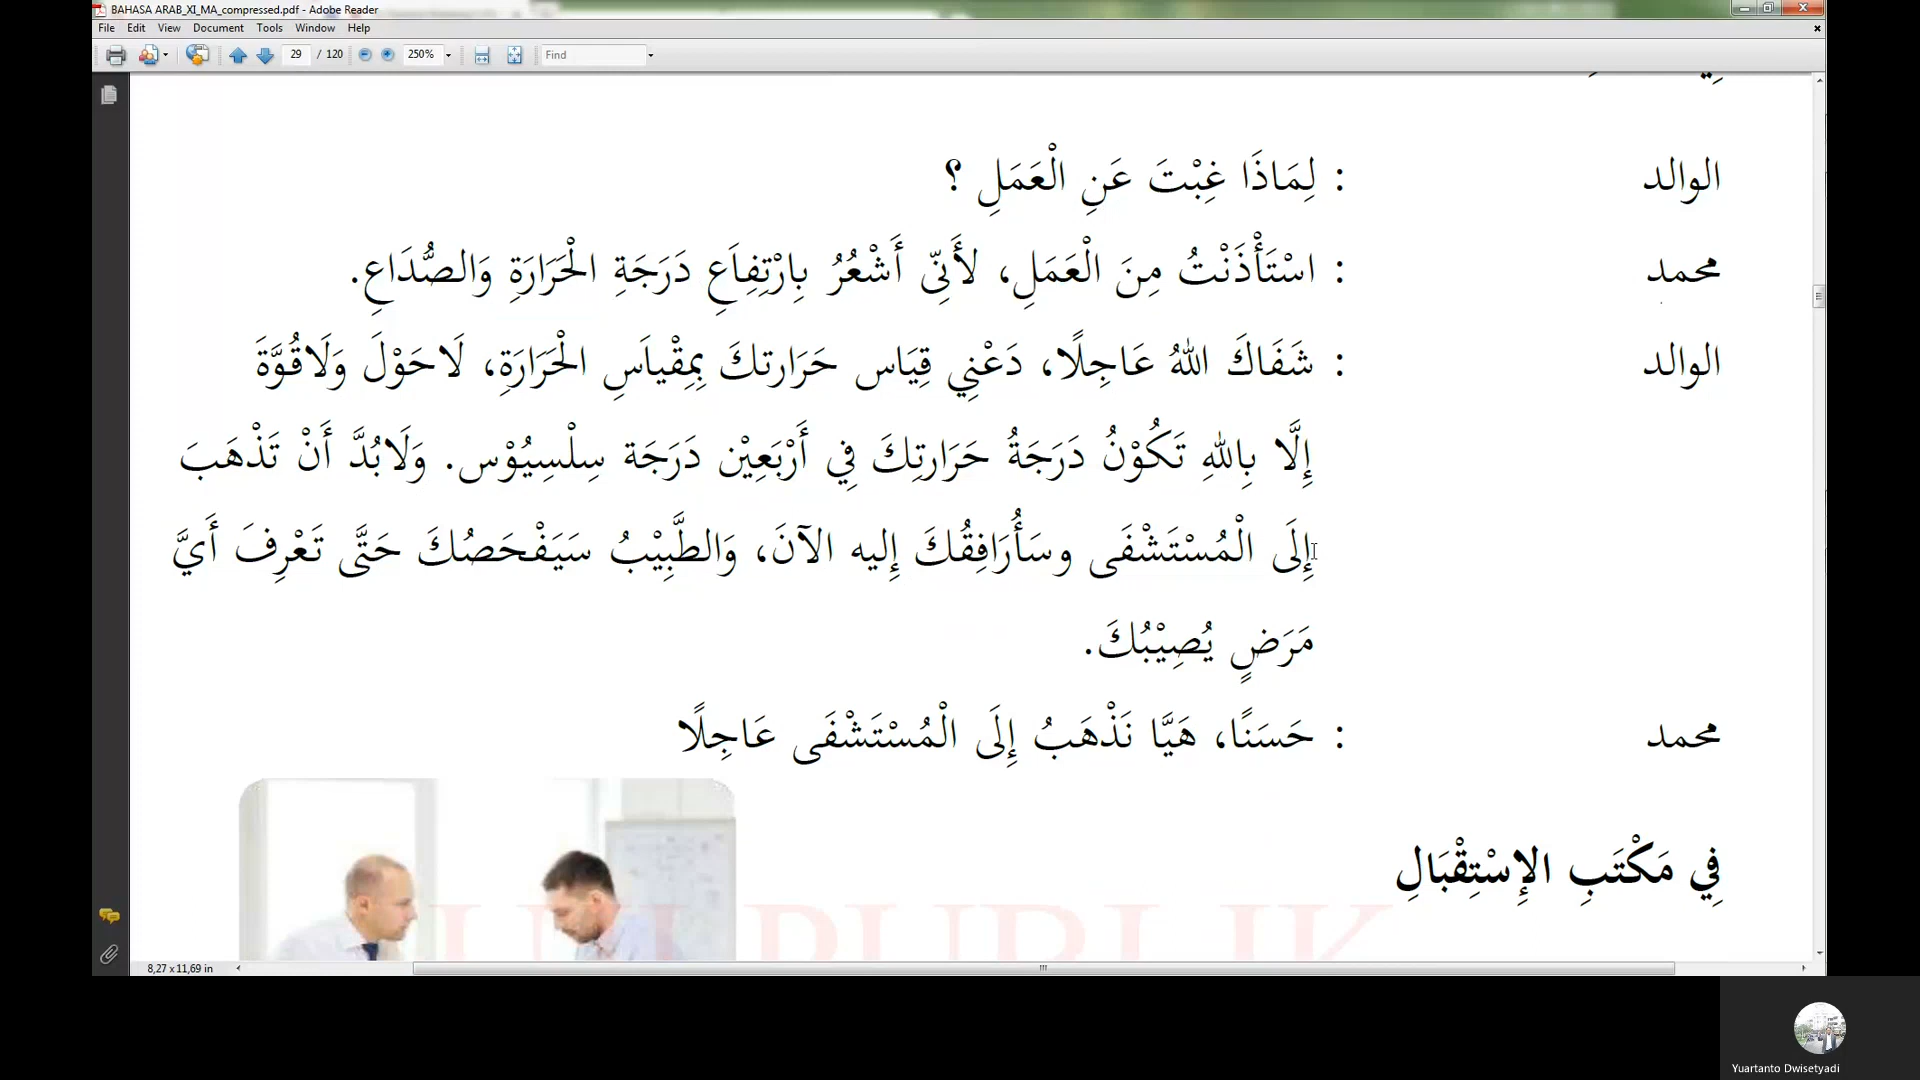 BAHASA ARAB_XI_MA_compressed.pdf - Adobe Reader
File Edit View Document Tools Window Help
29 / 120 250% Find
الوالد : لِمَاذَا غِبْتَ عَنِ الْعَمَلِ ؟
محمد : اسْتَأْذَنْتُ مِنَ الْعَمَلِ، لأَنِّى أَشْعُرُ بِارْتِفِاَعِ دَرَجَةِ الْحَرَارَةِ وَالصُّدَاعِ.
الوالد : شَفَاكَ اللهُ عَاجِلًا، دَعْنِي قِيَاس حَرَارتكَ بِمِقْياَسِ الْحَرَارَةِ، لَاحَوْلَ وَلَاقُوَّةَ
إِلَّا بِاللهِ تَكُوْنُ دَرَجَةُ حَرَارتِكَ فِي أَرْبَعِيْن دَرَجَة سِلْسِيُوْس. وَلَابُدَّ أَنْ تَذْهَبَ
إِلَى الْمُسْتَشْفَى وسَأُرَافِقُكَ إِليه الآنَ، وَالطَّبِيْبُ سَيَفْحَصُكَ حَتَّى تَعْرِفَ أَيَّ
مَرَضٍ يُصِيْبُكَ.
محمد : حَسَنًا، هَيَّا نَذْهَبُ إِلَى الْمُسْتَشْفَى عَاجِلًا
فِي مَكْتَبِ الإِسْتِقْبَالِ
PUBLIK
8,27 x 11,69 in
Yuartanto Dwisetyadi